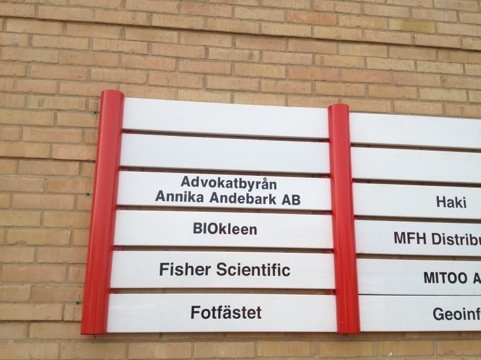 Advokatbyrån
Annika Andebark AB
BIOkleen
Fisher Scientific
Fotfästet
Haki
MFH
MITOO